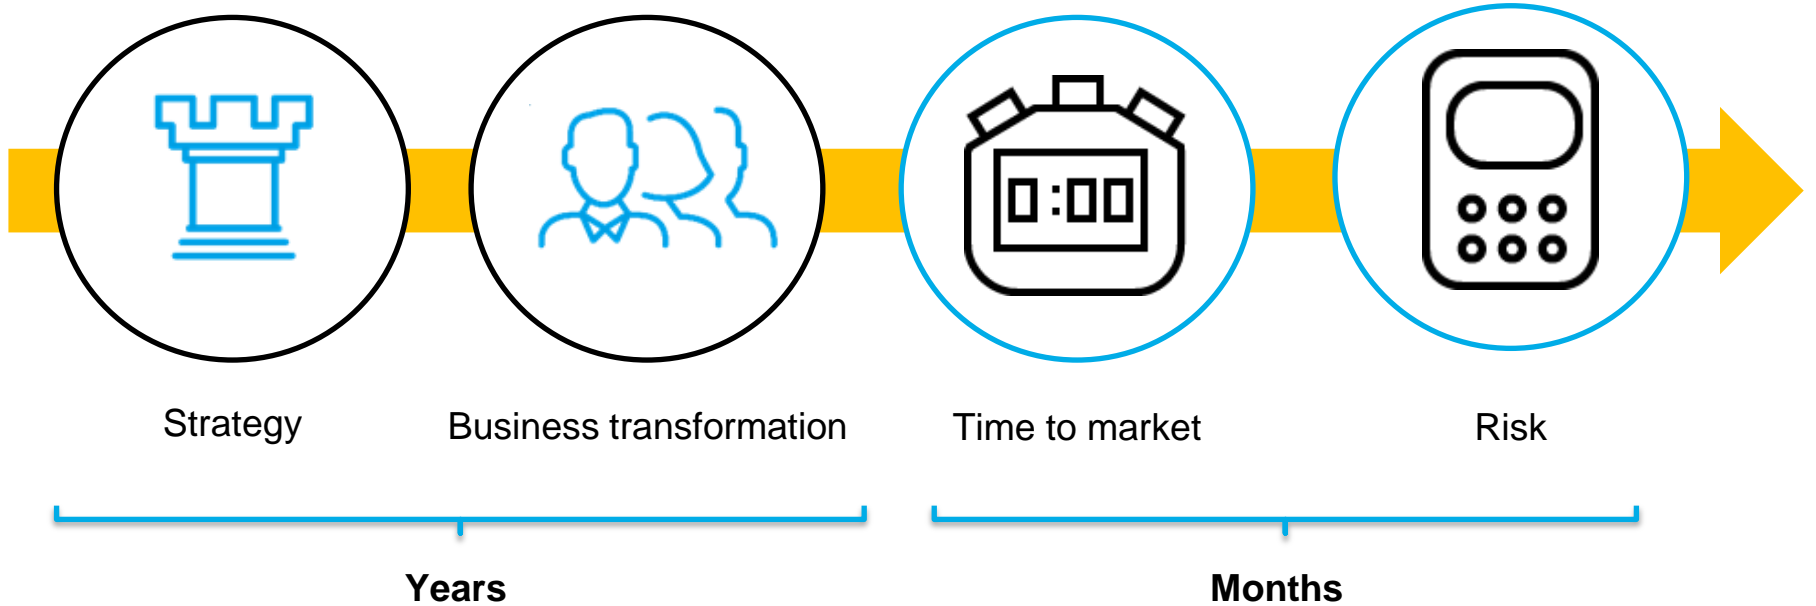 0:00
Strategy
Business transformation
Time to market
Risk
Years
Months